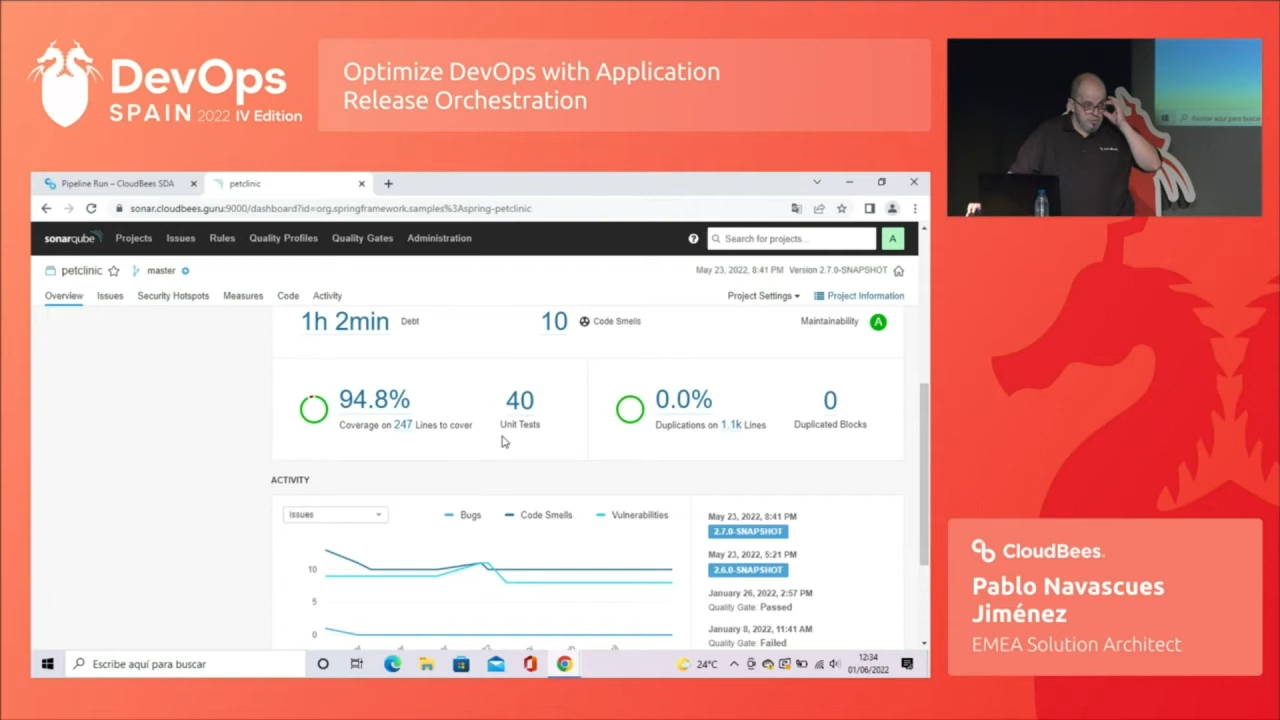 DevOps
SPAIN 2022 IV Edition
Optimize DevOps with Application
Release Orchestration
Escribe aquí para buscar
Pipeline Run – CloudBees SDA
petclinic
sonar.cloudbees.guru:9000/dashboard?id=org.springframework.samples%3Aspring-petclinic
sonarqube Projects Issues Rules Quality Profiles Quality Gates Administration Search for projects... A
petclinic master May 23, 2022, 8:41 PM Version 2.7.0-SNAPSHOT
Overview Issues Security Hotspots Measures Code Activity Project Settings Project Information
1h 2min Debt 10 Code Smells Maintainability A
94.8% 40 0.0% 0
Coverage on 247 Lines to cover Unit Tests Duplications on 1.1k Lines Duplicated Blocks
ACTIVITY
Issues Bugs Code Smells Vulnerabilities
May 23, 2022, 8:41 PM
2.7.0-SNAPSHOT
May 23, 2022, 5:21 PM
2.6.0-SNAPSHOT
January 26, 2022, 2:57 PM
Quality Gate: Passed
January 8, 2022, 11:41 AM
Quality Gate: Failed
10
5
0
Escribe aquí para buscar
24°C
12:34
01/06/2022
CloudBees.
Pablo Navascues
Jiménez
EMEA Solution Architect